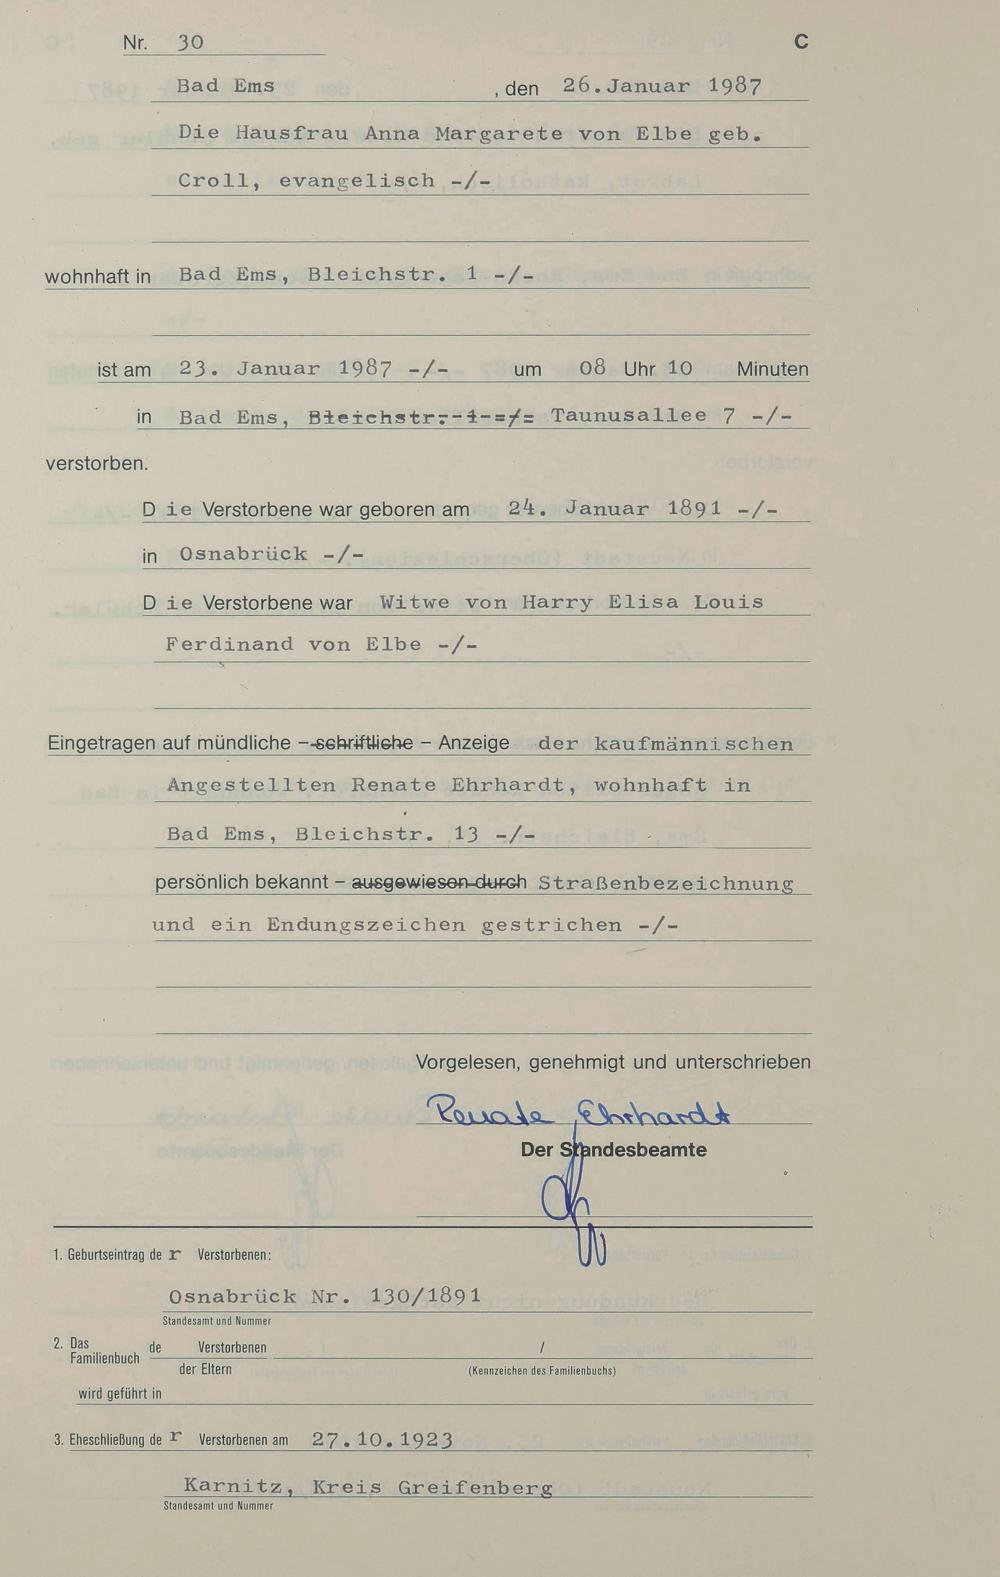 Nr. 30 C
Bad Ems , den 26.Januar 1987
Die Hausfrau Anna Margarete von Elbe geb.
Croll, evangelisch -/-
wohnhaft in Bad Ems, Bleichstr. 1 -/-
ist am 23. Januar 1987 -/- um 08 Uhr 10 Minuten
in Bad Ems, Bleichstr. 1 -/- Taunusallee 7 -/-
verstorben.
D ie Verstorbene war geboren am 24. Januar 1891 -/-
in Osnabrück -/-
D ie Verstorbene war Witwe von Harry Elisa Louis
Ferdinand von Elbe -/-
Eingetragen auf mündliche – schriftliche – Anzeige der kaufmännischen
Angestellten Renate Ehrhardt, wohnhaft in
Bad Ems, Bleichstr. 13 -/-
persönlich bekannt – ausgewiesen durch Straßenbezeichnung
und ein Endungszeichen gestrichen -/-
Vorgelesen, genehmigt und unterschrieben
Renate Ehrhardt
Der Standesbeamte
1. Geburtseintrag de r Verstorbenen:
Osnabrück Nr. 130/1891
Standesamt und Nummer
2. Das Familienbuch de Verstorbenen /
der Eltern (Kennzeichen des Familienbuchs)
wird geführt in
3. Eheschließung de r Verstorbenen am 27.10.1923
Karnitz, Kreis Greifenberg
Standesamt und Nummer